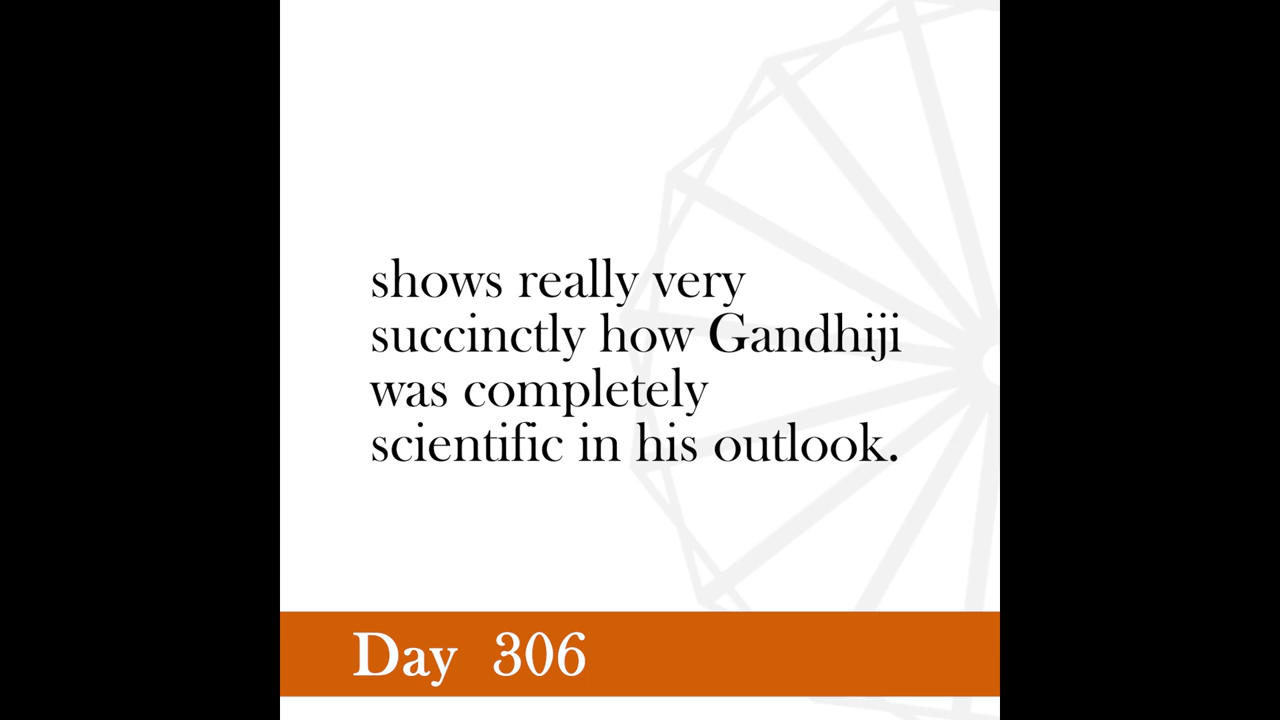 shows really very
succinctly how Gandhiji
was completely
scientific in his outlook.
Day 306